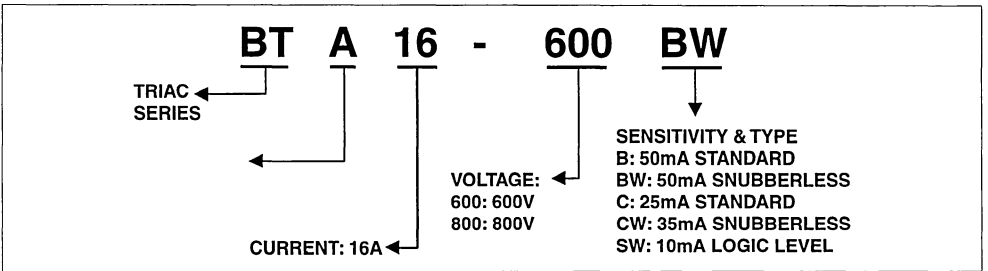 BT A 16 - 600 BW
TRIAC
SERIES
CURRENT: 16A
VOLTAGE:
600: 600V
800: 800V
SENSITIVITY & TYPE
B: 50mA STANDARD
BW: 50mA SNUBBERLESS
C: 25mA STANDARD
CW: 35mA SNUBBERLESS
SW: 10mA LOGIC LEVEL